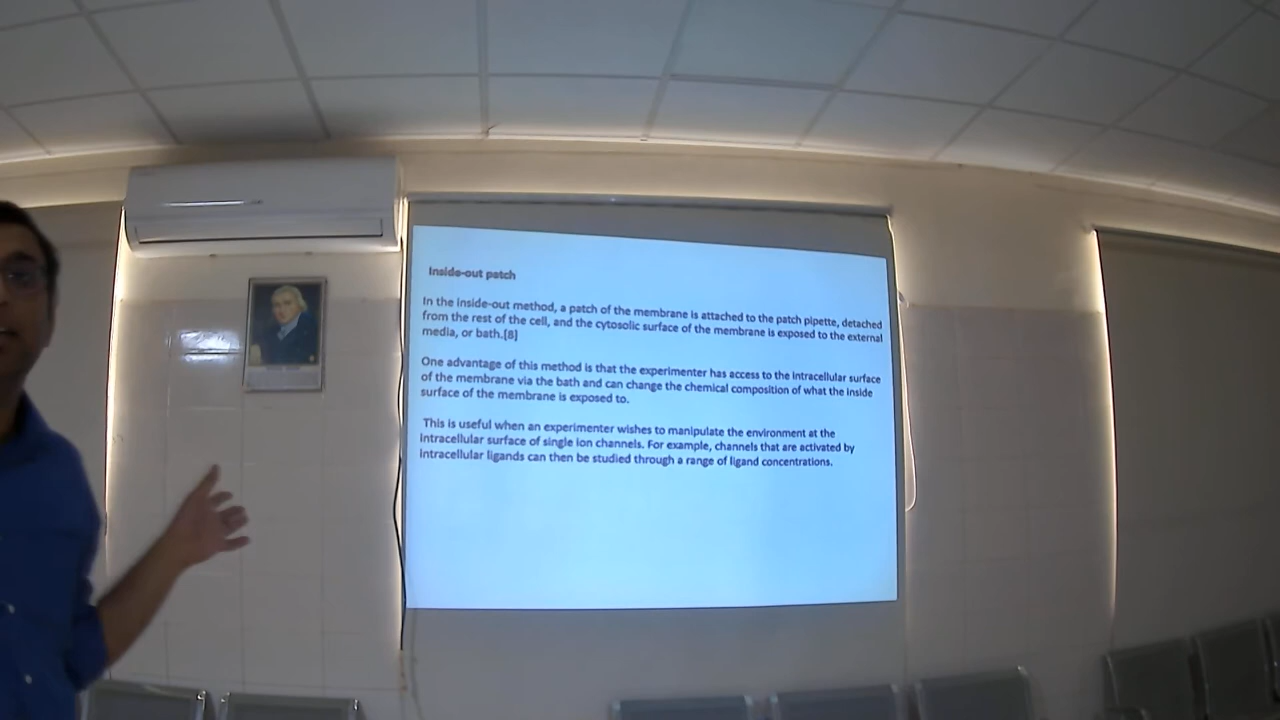 Inside-out patch
In the inside-out method, a patch of the membrane is attached to the patch pipette, detached
from the rest of the cell, and the cytosolic surface of the membrane is exposed to the external
media, or bath.[8]
One advantage of this method is that the experimenter has access to the intracellular surface
of the membrane via the bath and can change the chemical composition of what the inside
surface of the membrane is exposed to.
This is useful when an experimenter wishes to manipulate the environment at the
intracellular surface of single ion channels. For example, channels that are activated by
intracellular ligands can then be studied through a range of ligand concentrations.